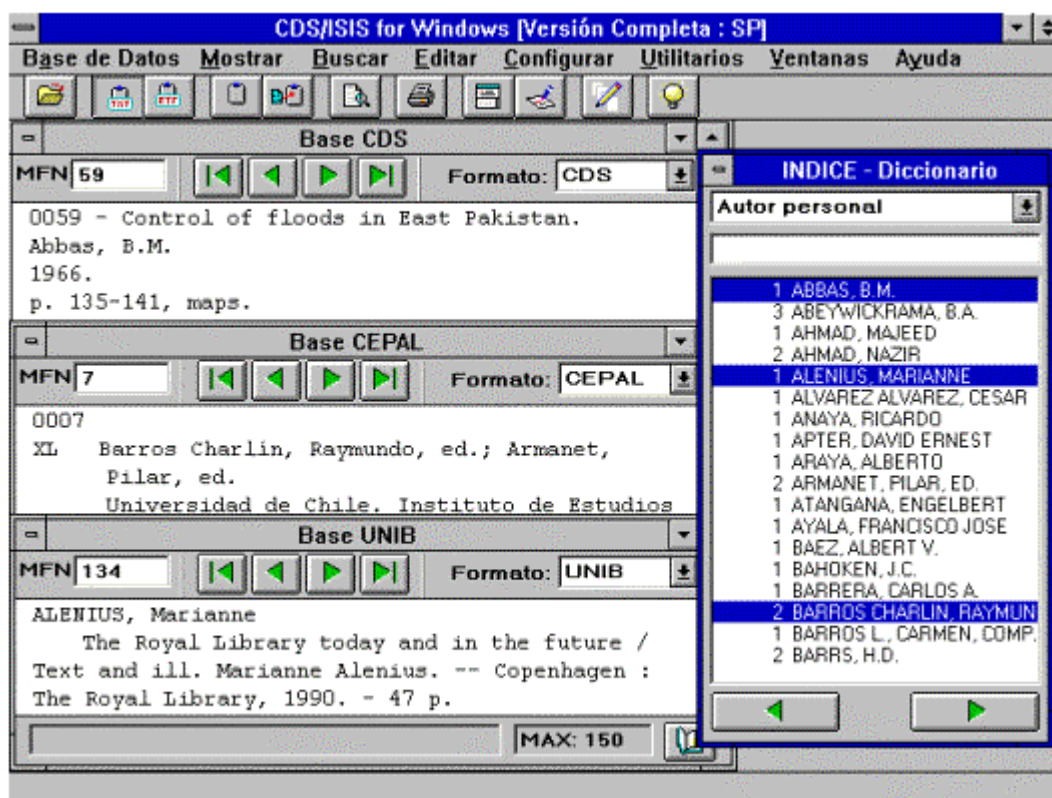 CDS/ISIS for Windows [Versión Completa : SP]
Base de Datos Mostrar Buscar Editar Configurar Utilitarios Ventanas Ayuda
TXT RTF
Base CDS
MFN 59 Formato: CDS
0059 - Control of floods in East Pakistan.
Abbas, B.M.
1966.
p. 135-141, maps.
Base CEPAL
MFN 7 Formato: CEPAL
0007
XL Barros Charlin, Raymundo, ed.; Armanet,
Pilar, ed.
Universidad de Chile. Instituto de Estudios
Base UNIB
MFN 134 Formato: UNIB
ALENIUS, Marianne
The Royal Library today and in the future /
Text and ill. Marianne Alenius. -- Copenhagen :
The Royal Library, 1990. - 47 p.
MAX: 150
INDICE - Diccionario
Autor personal
1 ABBAS, B.M.
3 ABEYWICKRAMA, B.A.
1 AHMAD, MAJEED
2 AHMAD, NAZIR
1 ALENIUS, MARIANNE
1 ALVAREZ ALVAREZ, CESAR
1 ANAYA, RICARDO
1 APTER, DAVID ERNEST
1 ARAYA, ALBERTO
2 ARMANET, PILAR, ED.
1 ATANGANA, ENGELBERT
1 AYALA, FRANCISCO JOSE
1 BAEZ, ALBERT V.
1 BAHOKEN, J.C.
1 BARRERA, CARLOS A.
2 BARROS CHARLIN, RAYMUN
1 BARROS L., CARMEN, COMP.
2 BARRS, H.D.